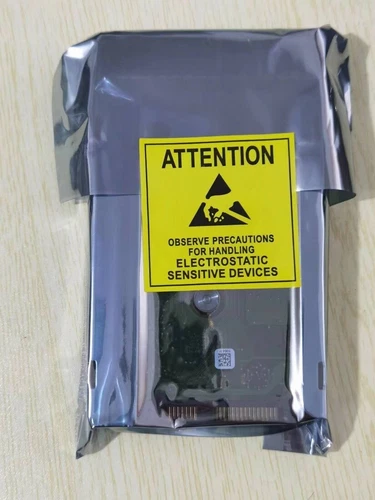 ATTENTION
OBSERVE PRECAUTIONS
FOR HANDLING
ELECTROSTATIC
SENSITIVE DEVICES